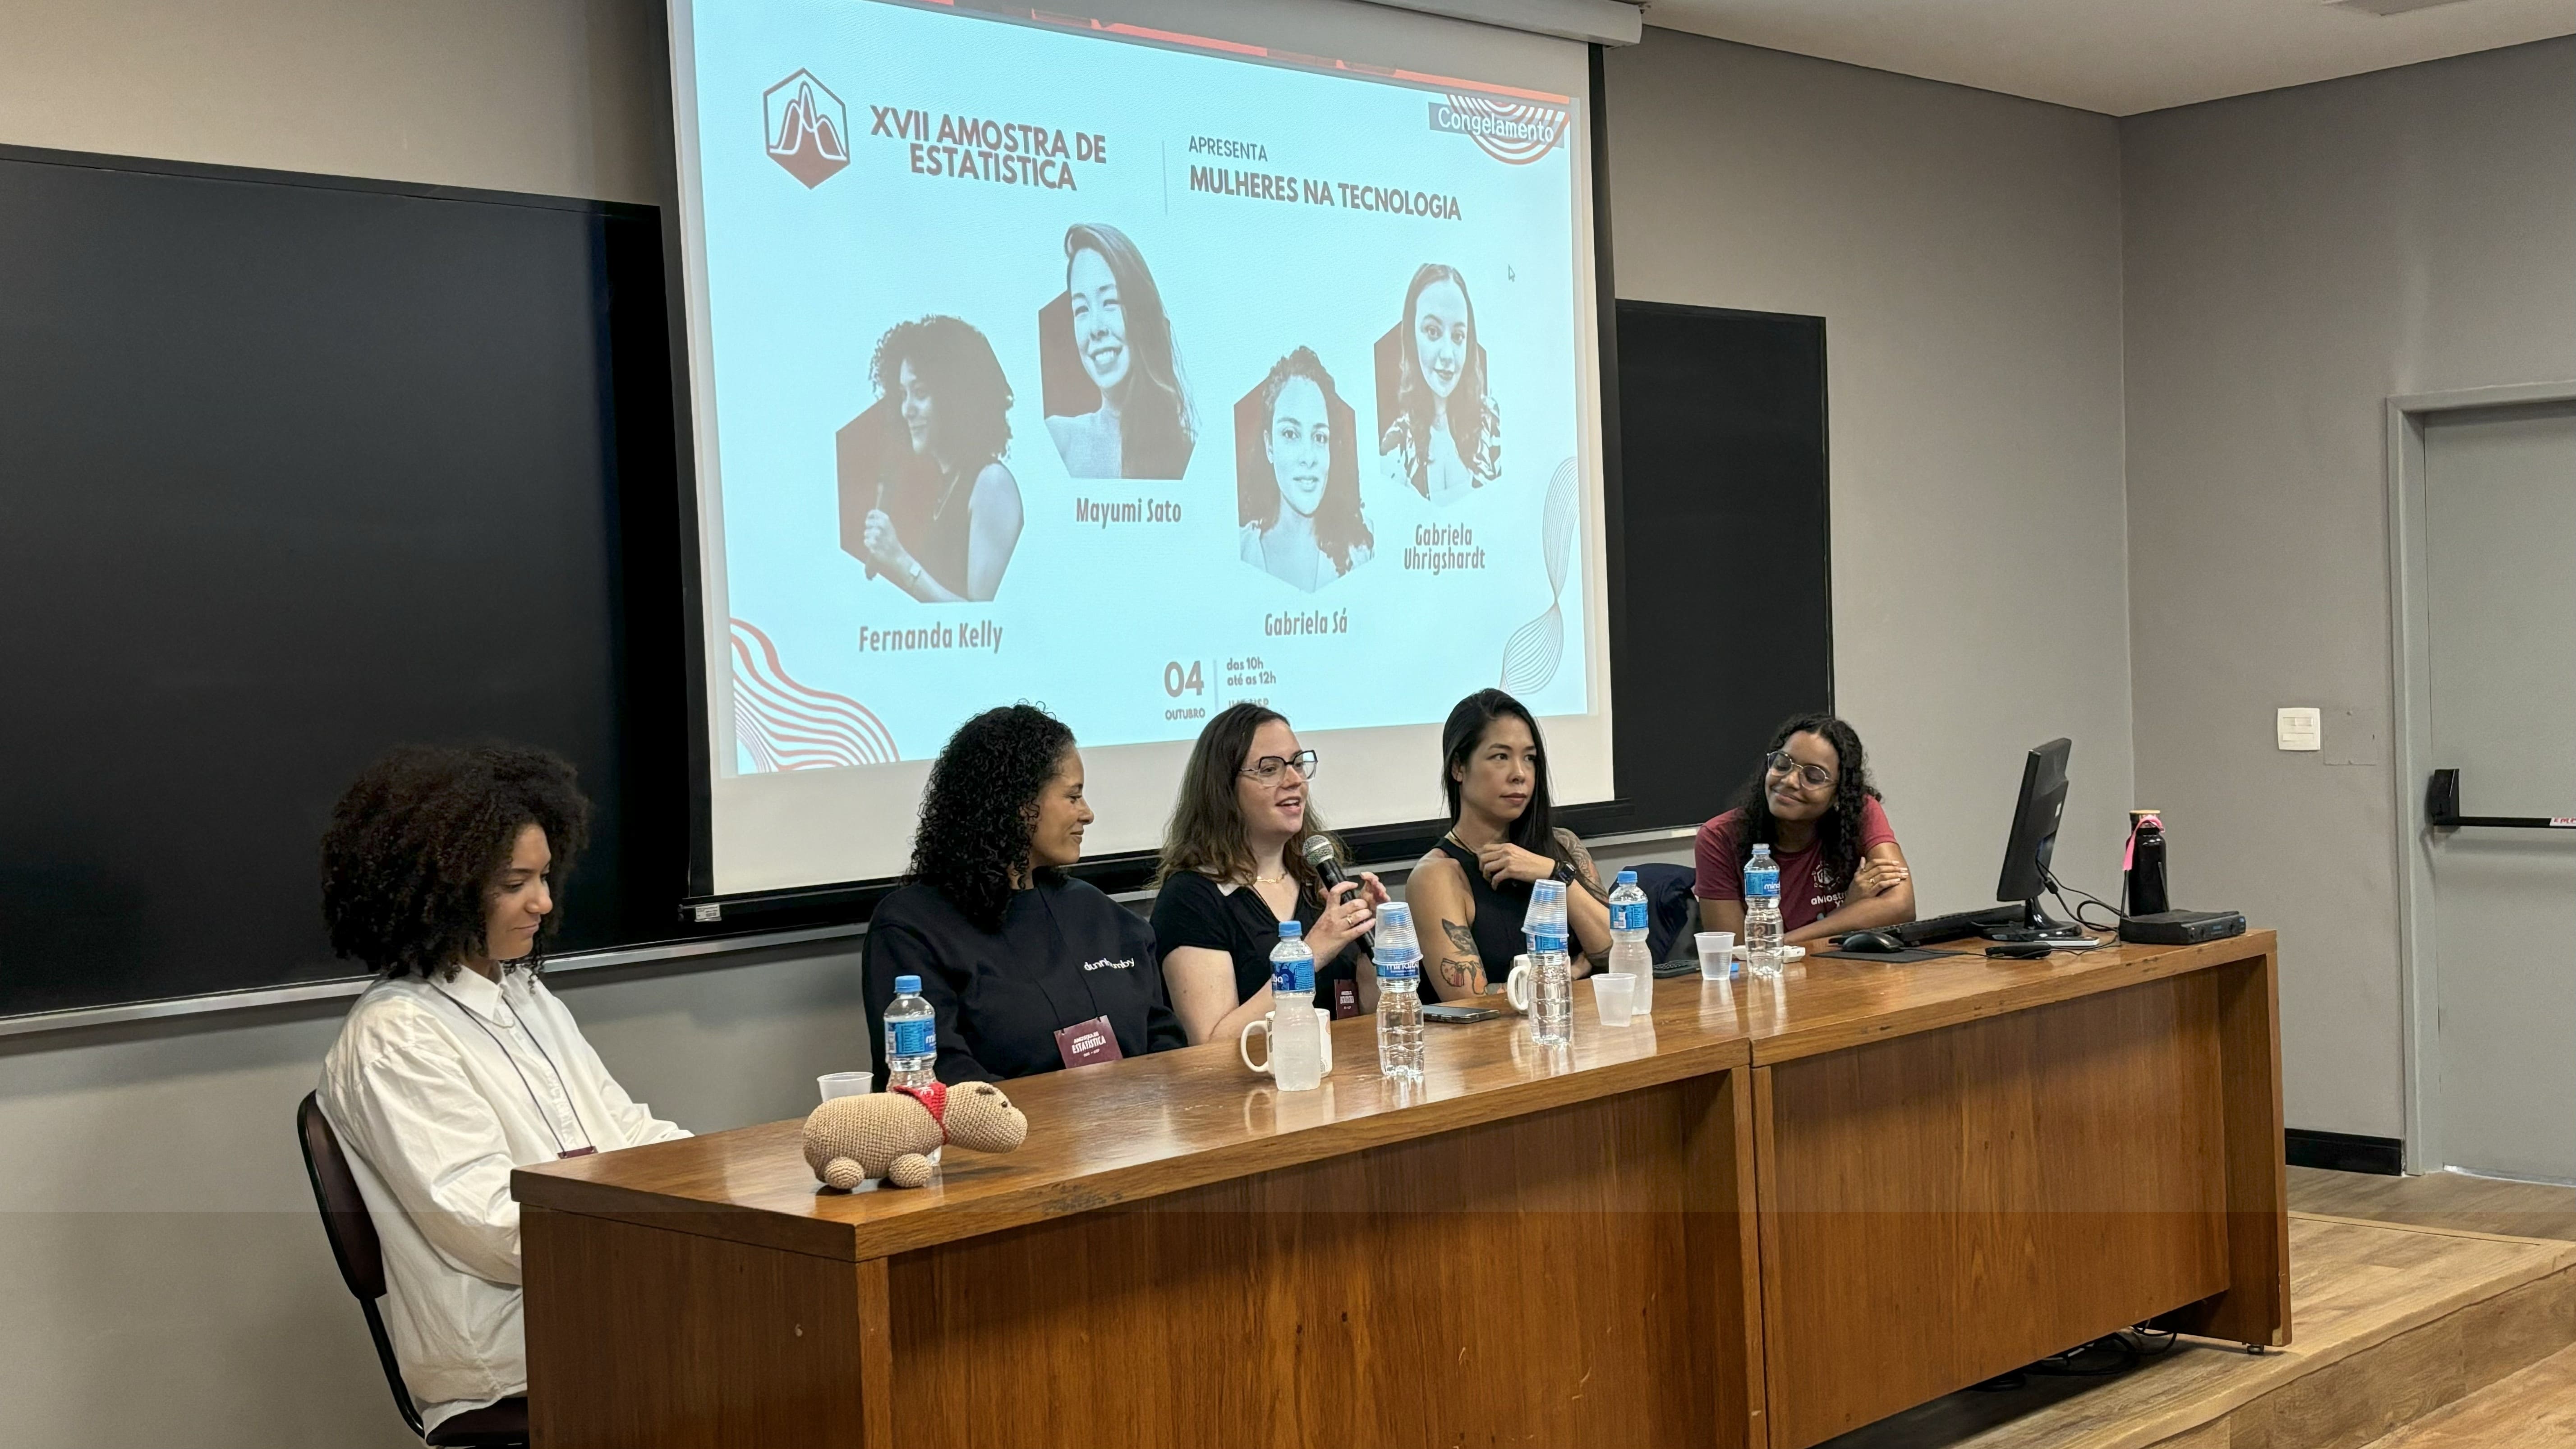 XVII AMOSTRA DE
ESTATÍSTICA
APRESENTA
MULHERES NA TECNOLOGIA
Congelamento
Mayumi Sato
Gabriela
Uhrigshardt
Fernanda Kelly
Gabriela Sá
04
OUTUBRO
das 10h
até as 12h
ESTATÍSTICA